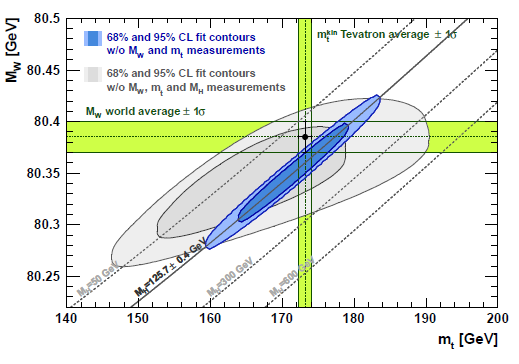 80.5
80.45
80.4
80.35
80.3
80.25
M_W [GeV]
68% and 95% CL fit contours
w/o M_W and m_t measurements
68% and 95% CL fit contours
w/o M_W, m_t and M_H measurements
m_t^kin Tevatron average ± 1σ
M_W world average ± 1σ
M_H=50 GeV
M_H=125.7 ± 0.4 GeV
M_H=300 GeV
M_H=600 GeV
140 150 160 170 180 190 200
m_t [GeV]